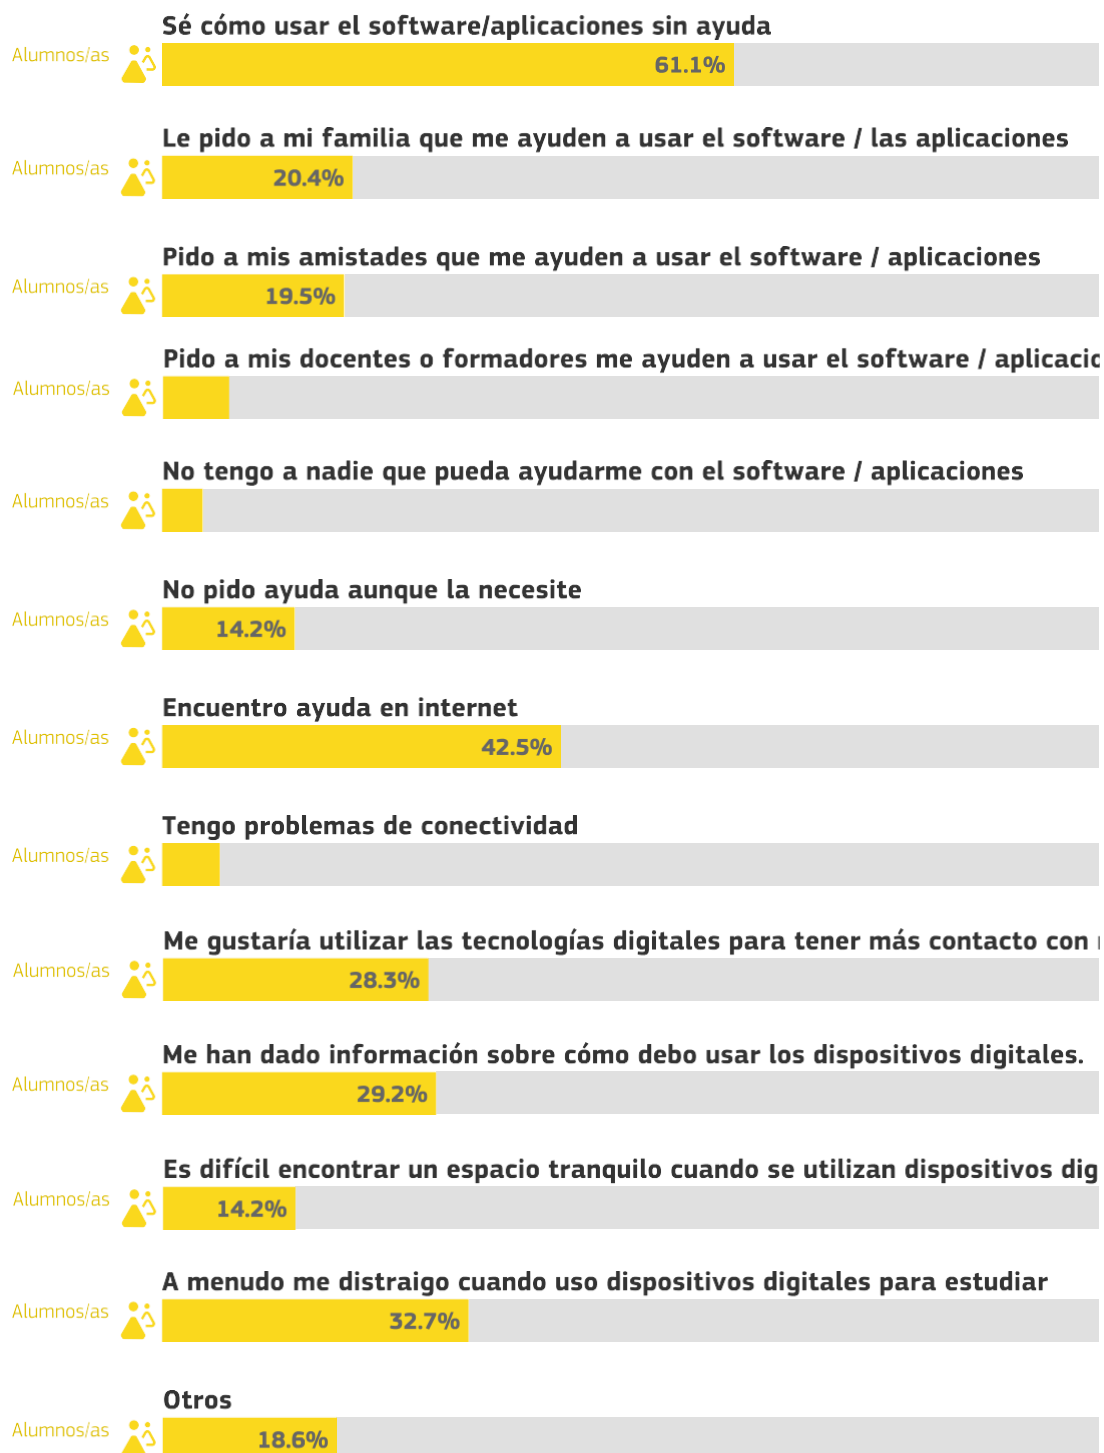 Sé cómo usar el software/aplicaciones sin ayuda
Alumnos/as 61.1%
Le pido a mi familia que me ayuden a usar el software / las aplicaciones
Alumnos/as 20.4%
Pido a mis amistades que me ayuden a usar el software / aplicaciones
Alumnos/as 19.5%
Pido a mis docentes o formadores me ayuden a usar el software /
Alumnos/as
No tengo a nadie que pueda ayudarme con el software / aplicaciones
Alumnos/as
No pido ayuda aunque la necesite
Alumnos/as 14.2%
Encuentro ayuda en internet
Alumnos/as 42.5%
Tengo problemas de conectividad
Alumnos/as
Me gustaría utilizar las tecnologías digitales para tener más contacto con
Alumnos/as 28.3%
Me han dado información sobre cómo debo usar los dispositivos digitales.
Alumnos/as 29.2%
Es difícil encontrar un espacio tranquilo cuando se utilizan dispositivos
Alumnos/as 14.2%
A menudo me distraigo cuando uso dispositivos digitales para estudiar
Alumnos/as 32.7%
Otros
Alumnos/as 18.6%